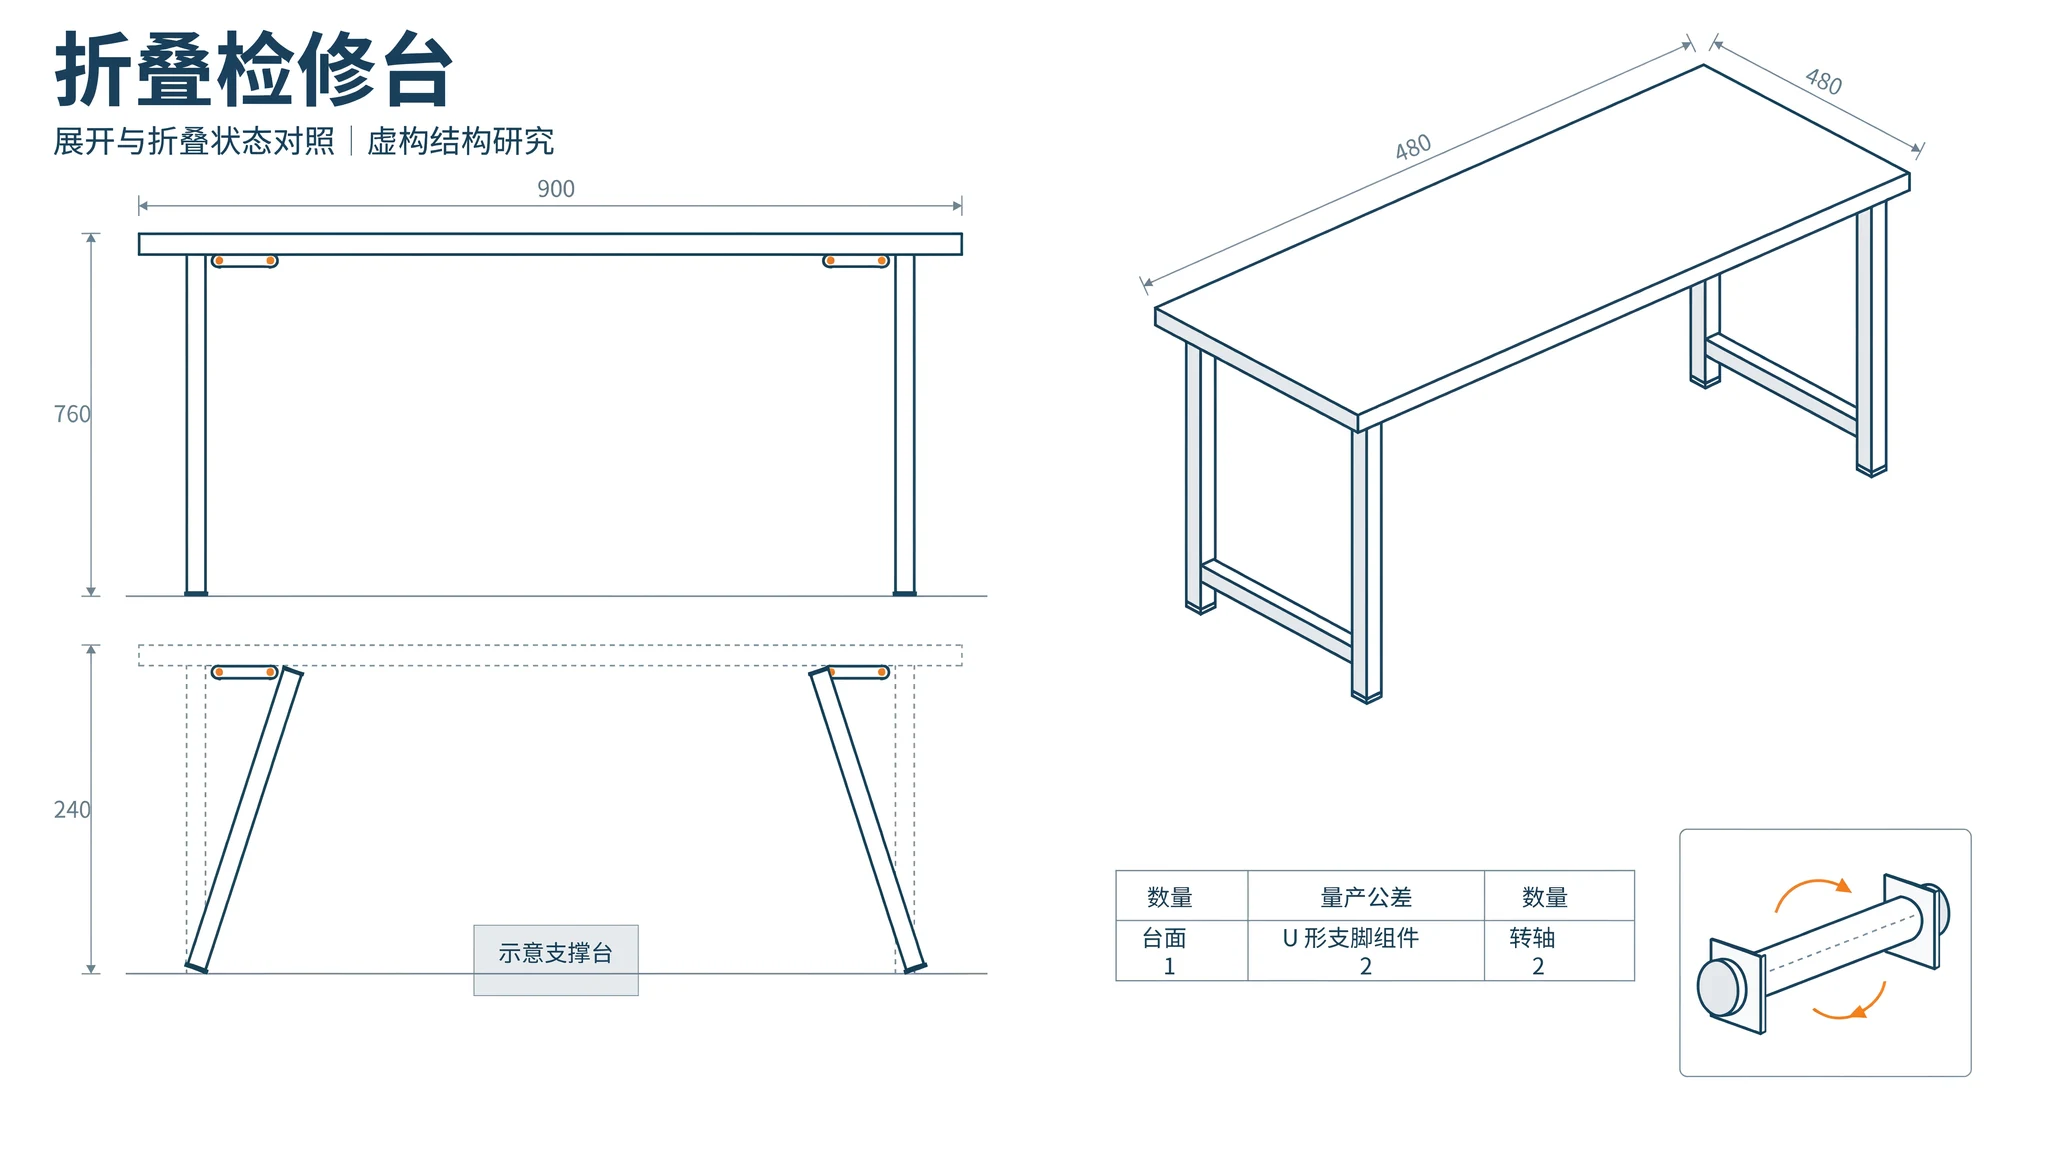 折叠检修台
展开与折叠状态对照｜虚构结构研究
900
760
240
示意支撑台
480
480
数量 量产公差 数量
台面 U 形支脚组件 转轴
1 2 2